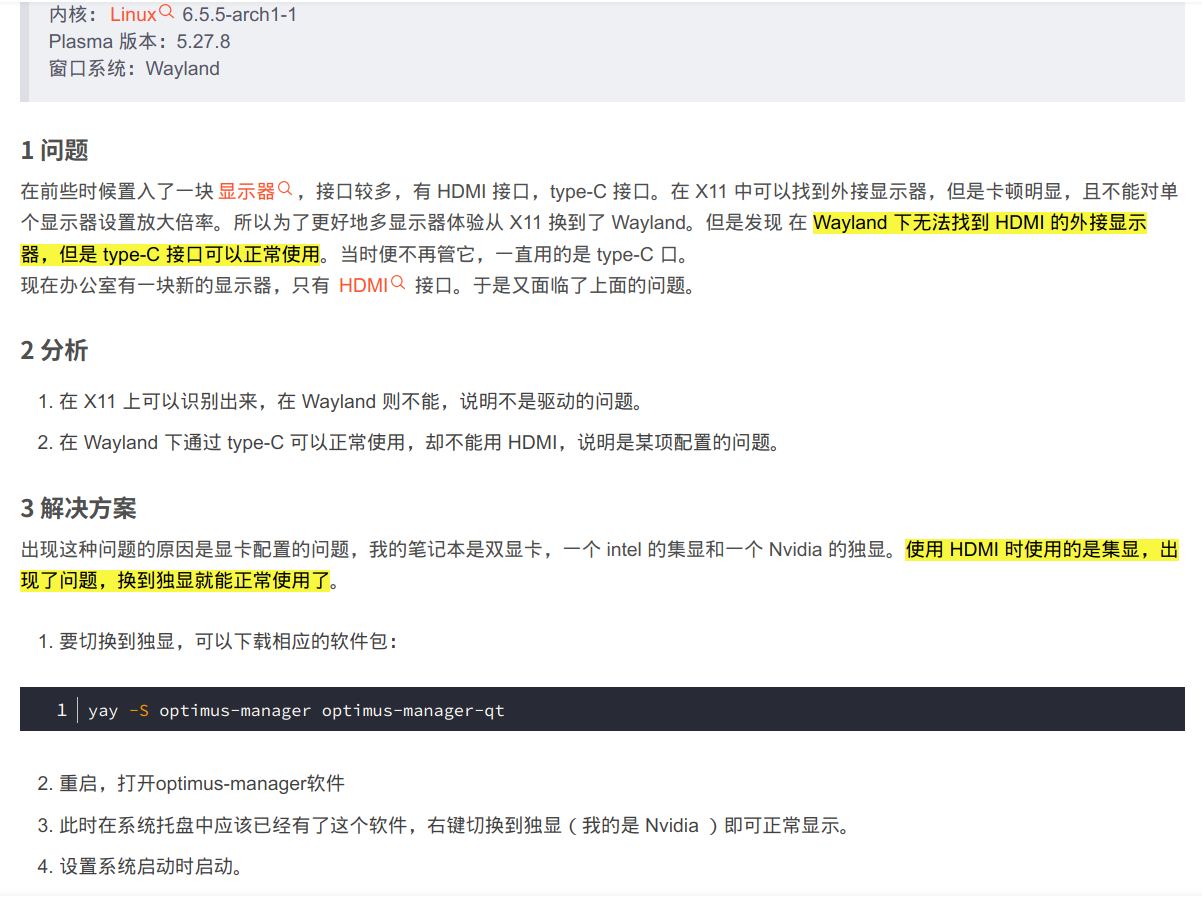 内核： Linux 6.5.5-arch1-1
Plasma 版本：5.27.8
窗口系统：Wayland
1 问题
在前些时候置入了一块 显示器 ，接口较多，有 HDMI 接口，type-C 接口。在 X11 中可以找到外接显示器，但是卡顿明显，且不能对单
个显示器设置放大倍率。所以为了更好地多显示器体验从 X11 换到了 Wayland。但是发现 在 Wayland 下无法找到 HDMI 的外接显示
器，但是 type-C 接口可以正常使用。当时便不再管它，一直用的是 type-C 口。
现在办公室有一块新的显示器，只有 HDMI 接口。于是又面临了上面的问题。
2 分析
1. 在 X11 上可以识别出来，在 Wayland 则不能，说明不是驱动的问题。
2. 在 Wayland 下通过 type-C 可以正常使用，却不能用 HDMI，说明是某项配置的问题。
3 解决方案
出现这种问题的原因是显卡配置的问题，我的笔记本是双显卡，一个 intel 的集显和一个 Nvidia 的独显。使用 HDMI 时使用的是集显，出
现了问题，换到独显就能正常使用了。
1. 要切换到独显，可以下载相应的软件包：
1 yay -S optimus-manager optimus-manager-qt
2. 重启，打开optimus-manager软件
3. 此时在系统托盘中应该已经有了这个软件，右键切换到独显（我的是 Nvidia ）即可正常显示。
4. 设置系统启动时启动。